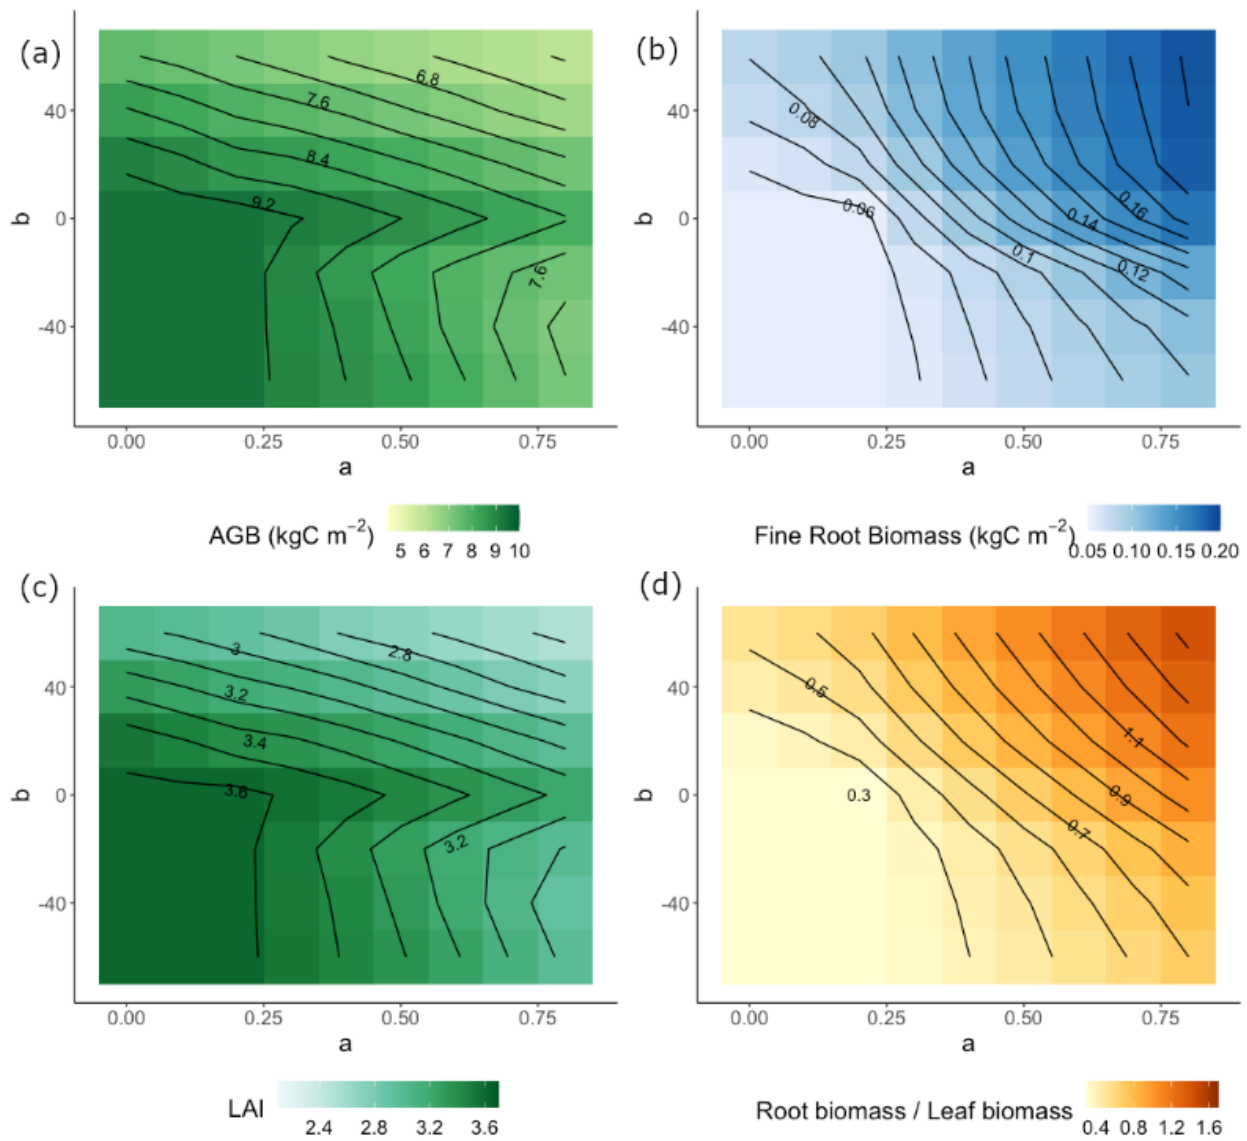 (a)
40
0
-40
b
6.8
7.6
8.4
9.2
7.6
0.00 0.25 0.50 0.75
a
AGB (kgC m−2)
5 6 7 8 9 10
(b)
40
0
-40
b
0.08
0.06
0.16
0.14
0.1
0.12
0.00 0.25 0.50 0.75
a
Fine Root Biomass (kgC m−2)
0.05 0.10 0.15 0.20
(c)
40
0
-40
b
3
2.8
3.2
3.4
3.6
3.2
0.00 0.25 0.50 0.75
a
LAI
2.4 2.8 3.2 3.6
(d)
40
0
-40
b
0.5
1.1
0.3
0.9
0.7
0.00 0.25 0.50 0.75
a
Root biomass / Leaf biomass
0.4 0.8 1.2 1.6